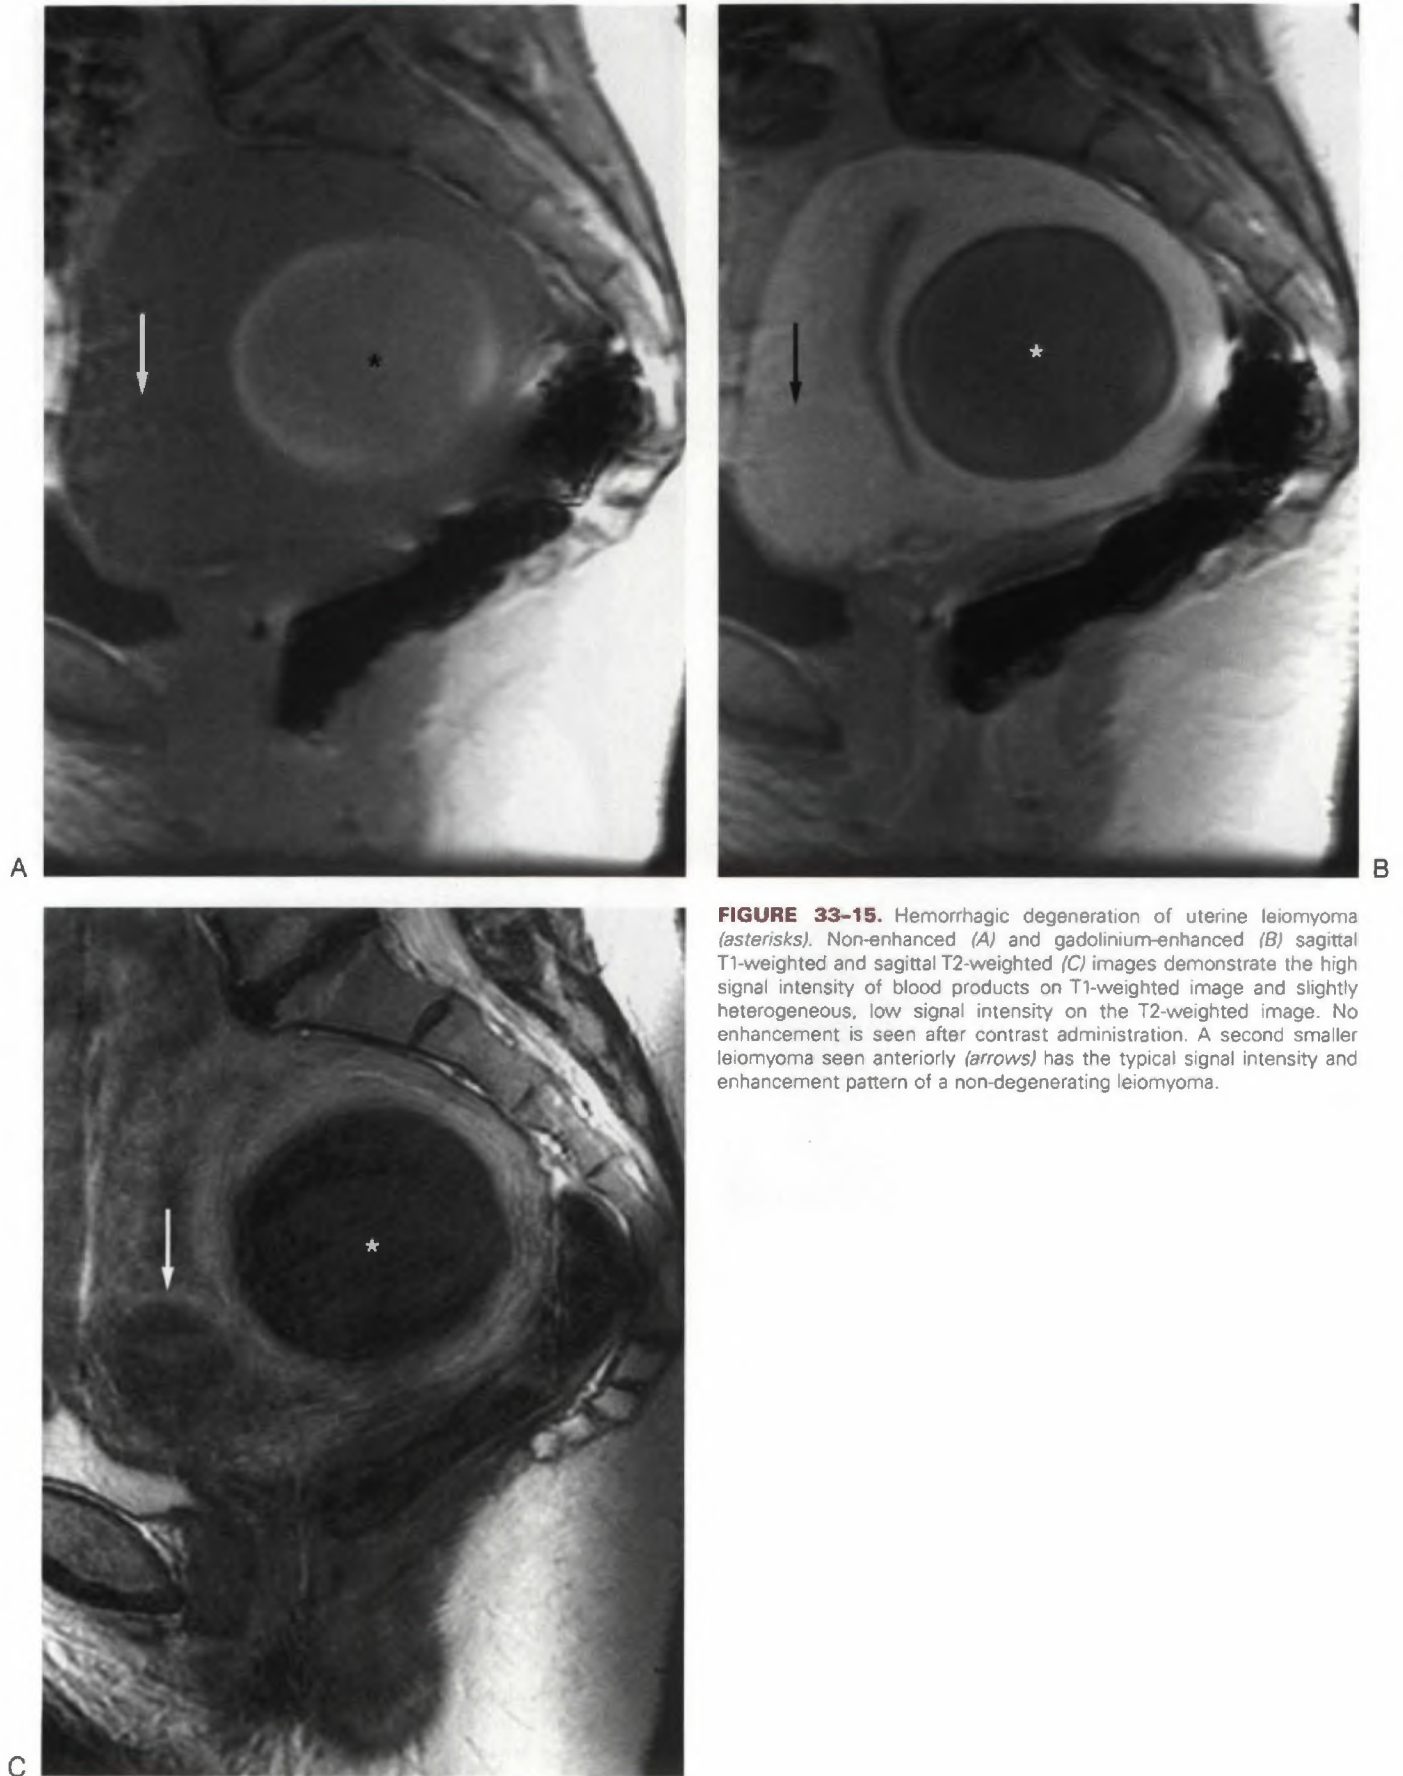 A
B
FIGURE 33–15. Hemorrhagic degeneration of uterine leiomyoma
(asterisks). Non-enhanced (A) and gadolinium-enhanced (B) sagittal
T1-weighted and sagittal T2-weighted (C) images demonstrate the high
signal intensity of blood products on T1-weighted image and slightly
heterogeneous, low signal intensity on the T2-weighted image. No
enhancement is seen after contrast administration. A second smaller
leiomyoma seen anteriorly (arrows) has the typical signal intensity and
enhancement pattern of a non-degenerating leiomyoma.
C